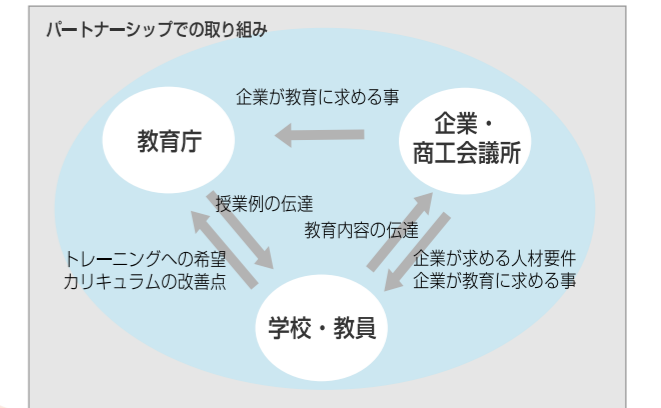 パートナーシップでの取り組み
企業が教育に求める事
教育庁
企業・
商工会議所
授業例の伝達
教育内容の伝達
トレーニングへの希望
カリキュラムの改善点
企業が求める人材要件
企業が教育に求める事
学校・教員